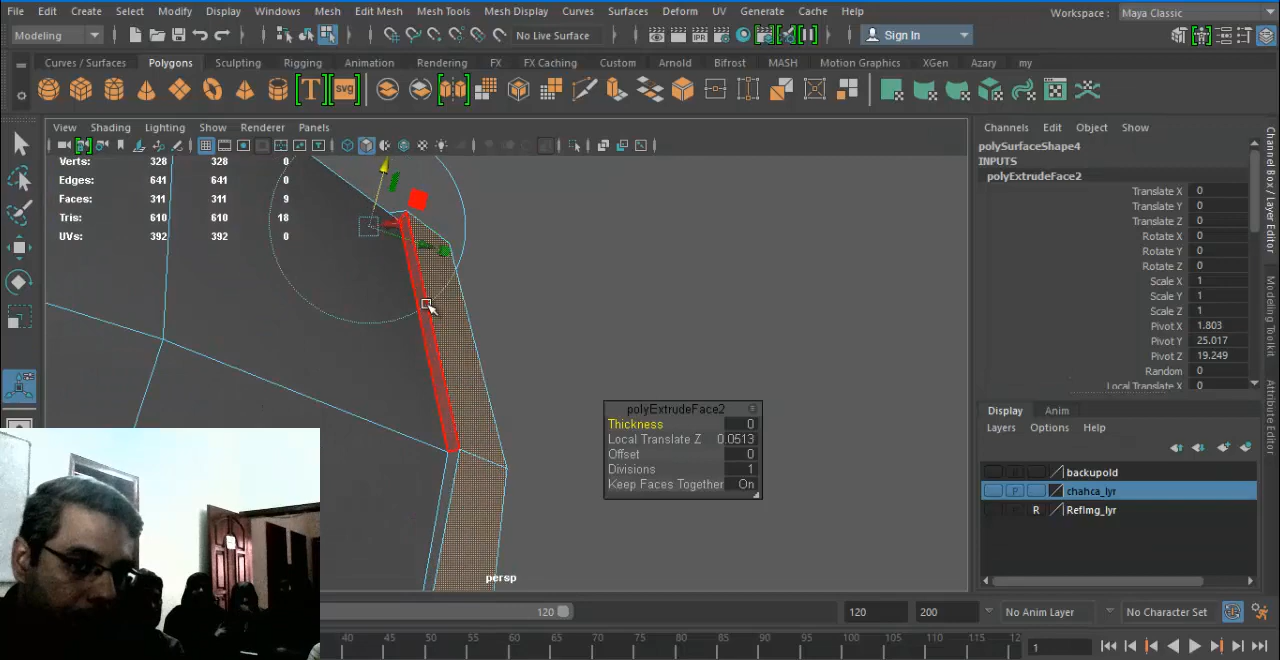 File Edit Create Select Modify Display Windows Mesh Edit Mesh Mesh Tools Mesh Display Curves Surfaces Deform UV Generate Cache Help Workspace : Maya Classic
Modeling No Live Surface Sign In
Curves / Surfaces Polygons Sculpting Rigging Animation Rendering FX FX Caching Custom Arnold Bifrost MASH Motion Graphics XGen Azary my
T SVG IPR
View Shading Lighting Show Renderer Panels
Channels Edit Object Show
Verts: 328 328 0
Edges: 641 641 0
Faces: 311 311 9
Tris: 610 610 18
UVs: 392 392 0
polySurfaceShape4
INPUTS
polyExtrudeFace2
Translate X 0
Translate Y 0
Translate Z 0
Rotate X 0
Rotate Y 0
Rotate Z 0
Scale X 1
Scale Y 1
Scale Z 1
Pivot X 1.803
Pivot Y 25.017
Pivot Z 19.249
Random 0
Local Translate X 0
Channel Box / Layer Editor
Modeling Toolkit
Attribute Editor
polyExtrudeFace2
Thickness 0
Local Translate Z 0.0513
Offset 0
Divisions 1
Keep Faces Together On
Display Anim
Layers Options Help
backupold
P chahca_lyr
R RefImg_lyr
persp
120 120 200 No Anim Layer No Character Set
40 45 50 55 60 65 70 75 80 85 90 95 100 105 110 115 12 1